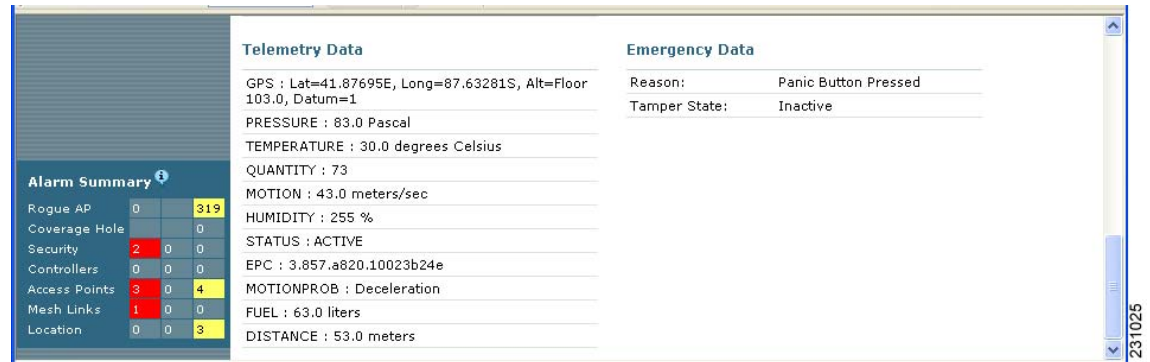 Telemetry Data
GPS : Lat=41.87695E, Long=87.63281S, Alt=Floor
103.0, Datum=1
PRESSURE : 83.0 Pascal
TEMPERATURE : 30.0 degrees Celsius
QUANTITY : 73
MOTION : 43.0 meters/sec
HUMIDITY : 255 %
STATUS : ACTIVE
EPC : 3.857.a820.10023b24e
MOTIONPROB : Deceleration
FUEL : 63.0 liters
DISTANCE : 53.0 meters
Emergency Data
Reason: Panic Button Pressed
Tamper State: Inactive
Alarm Summary
Rogue AP 0 319
Coverage Hole 0
Security 2 0 0
Controllers 0 0 0
Access Points 3 0 4
Mesh Links 1 0 0
Location 0 0 3
231025